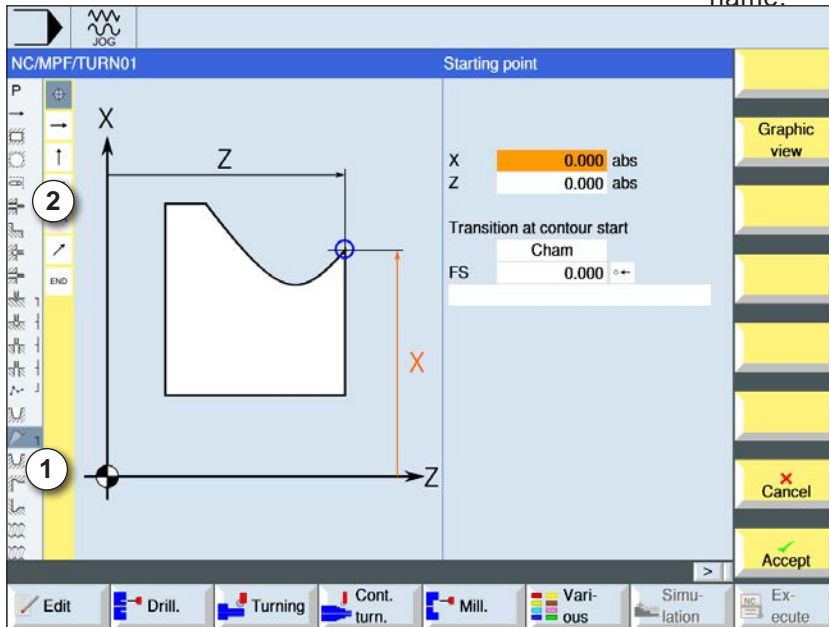 name.
JOG
NC/MPF/TURN01
Starting point
P
END
X
Z
X
Z
2
1
X 0.000 abs
Z 0.000 abs
Transition at contour start
Cham
FS 0.000
Graphic
view
Cancel
Accept
>
Edit
Drill.
Turning
Cont.
turn.
Mill.
Vari-
ous
Simu-
lation
NC
Ex-
ecute